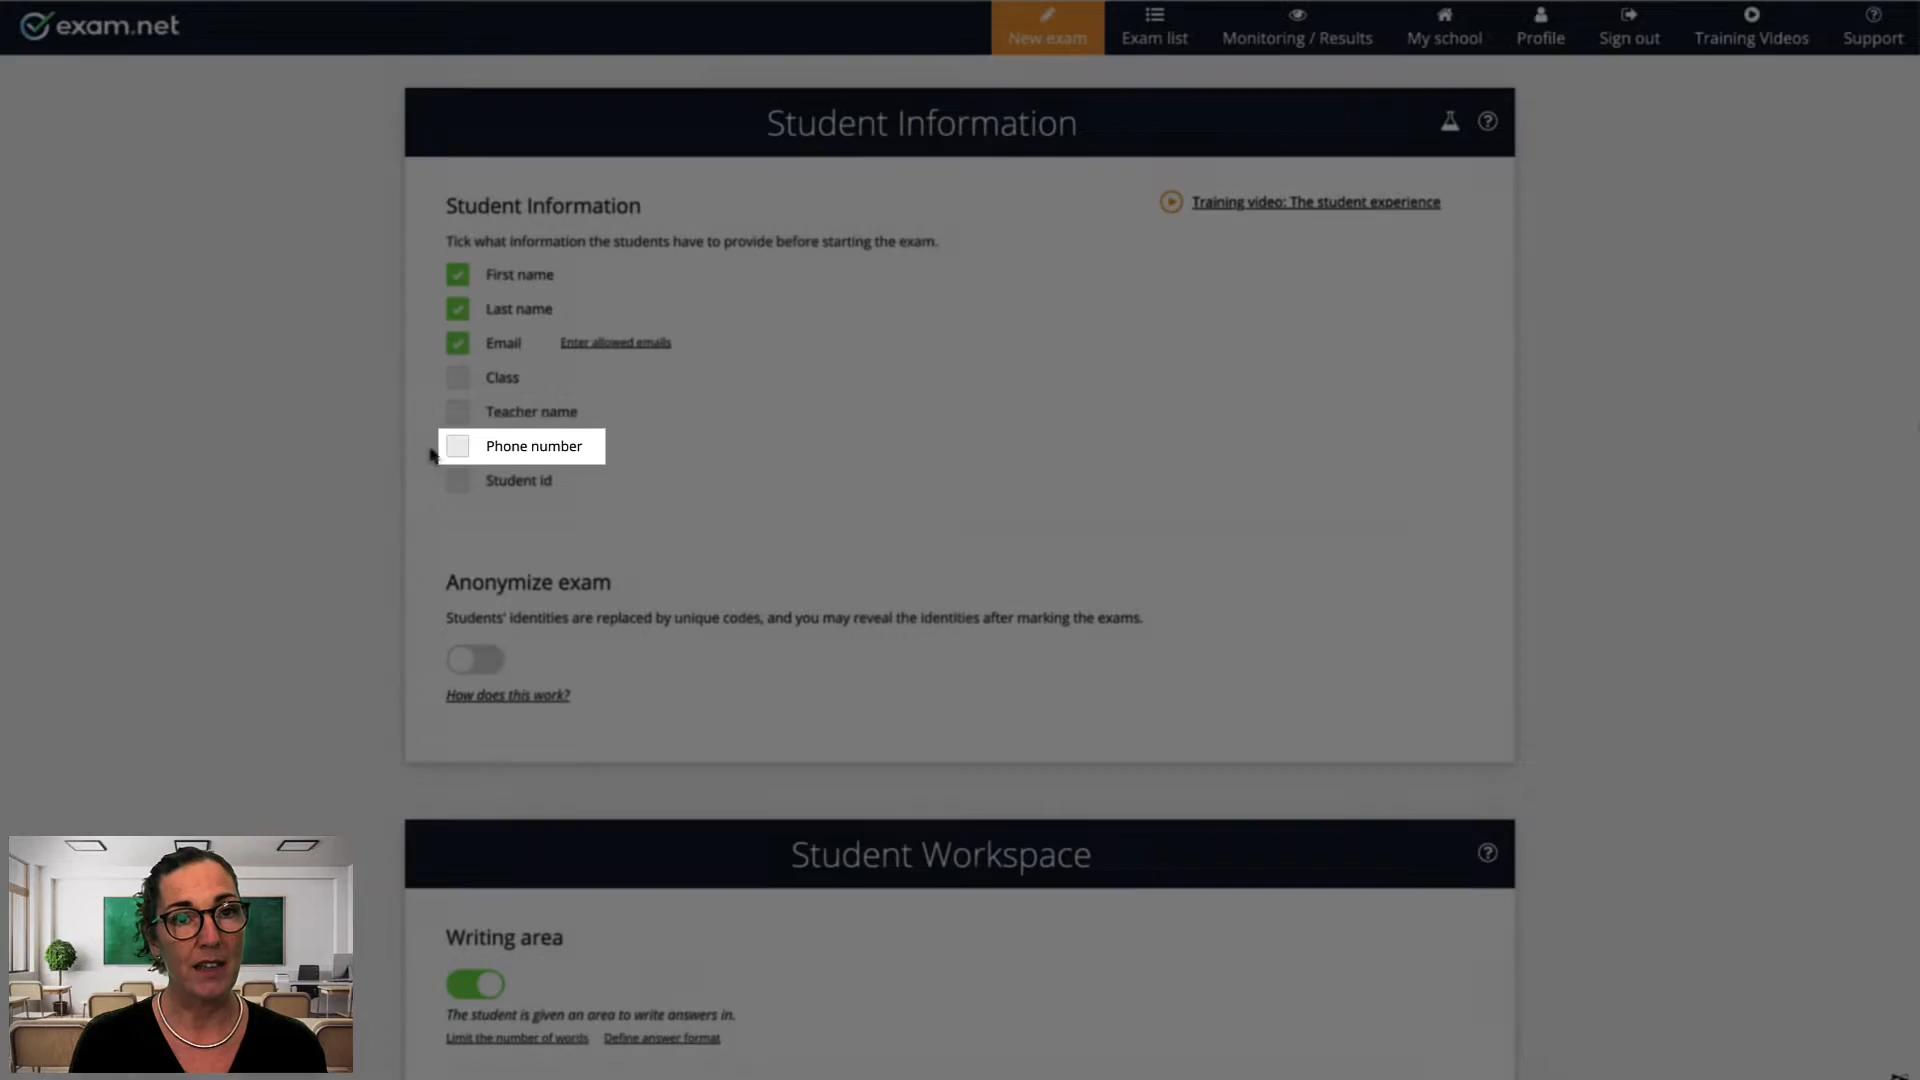 exam.net
New exam
Exam list
Monitoring / Results
My school
Profile
Sign out
Training Videos
Support
Student Information
Student Information
Training video: The student experience
Tick what information the students have to provide before starting the exam.
First name
Last name
Email Enter allowed emails
Class
Teacher name
Phone number
Student id
Anonymize exam
Students' identities are replaced by unique codes, and you may reveal the identities after marking the exams.
How does this work?
Student Workspace
Writing area
The student is given an area to write answers in.
Limit the number of words Define answer format